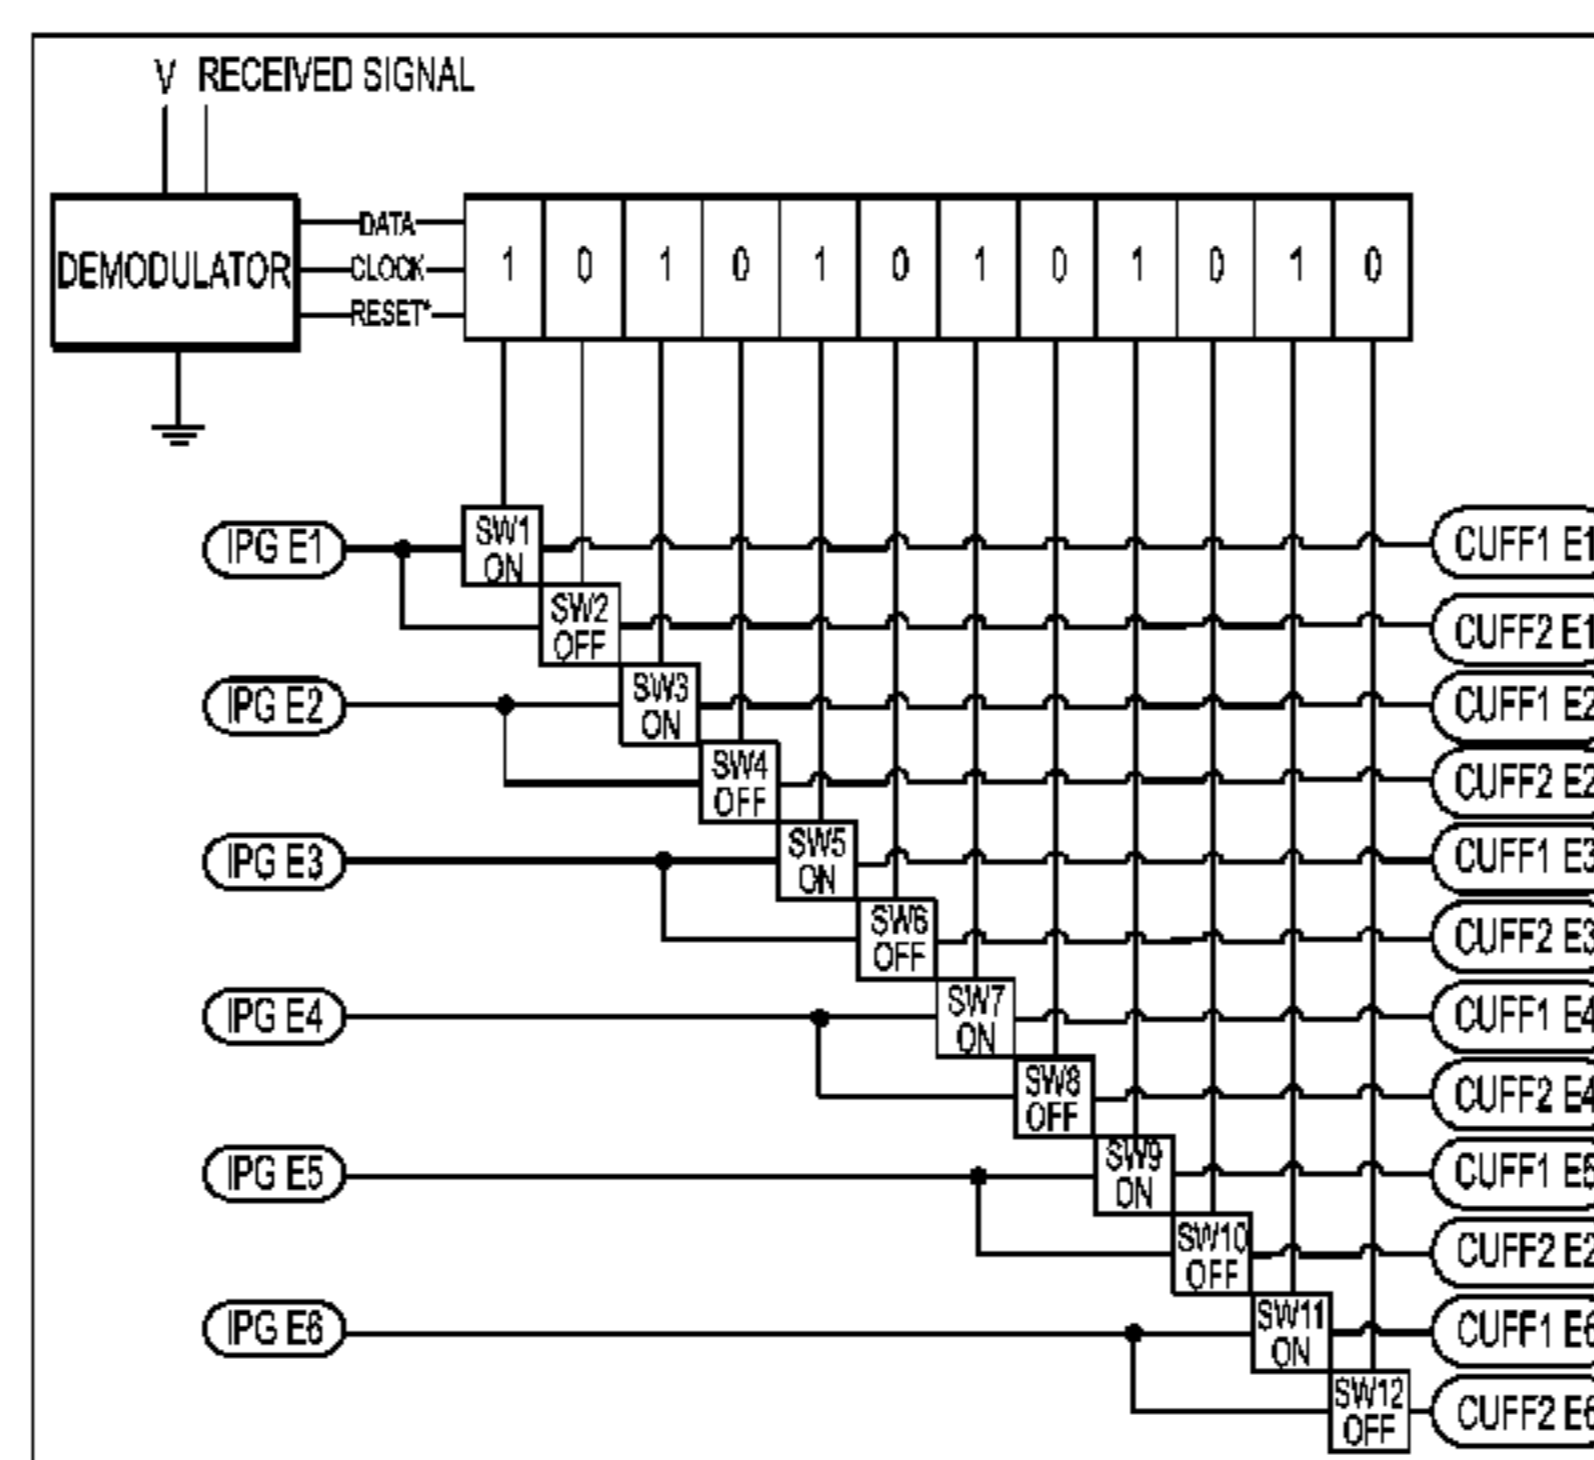 V RECEIVED SIGNAL
DEMODULATOR
DATA
CLOCK
RESET*
1 0 1 0 1 0 1 0 1 0 1 0
IPG E1
SW1
ON
CUFF1 E1
SW2
OFF
CUFF2 E1
IPG E2
SW3
ON
CUFF1 E2
SW4
OFF
CUFF2 E2
IPG E3
SW5
ON
CUFF1 E3
SW6
OFF
CUFF2 E3
IPG E4
SW7
ON
CUFF1 E4
SW8
OFF
CUFF2 E4
IPG E5
SW9
ON
CUFF1 E5
SW10
OFF
CUFF2 E2
IPG E6
SW11
ON
CUFF1 E6
SW12
OFF
CUFF2 E6